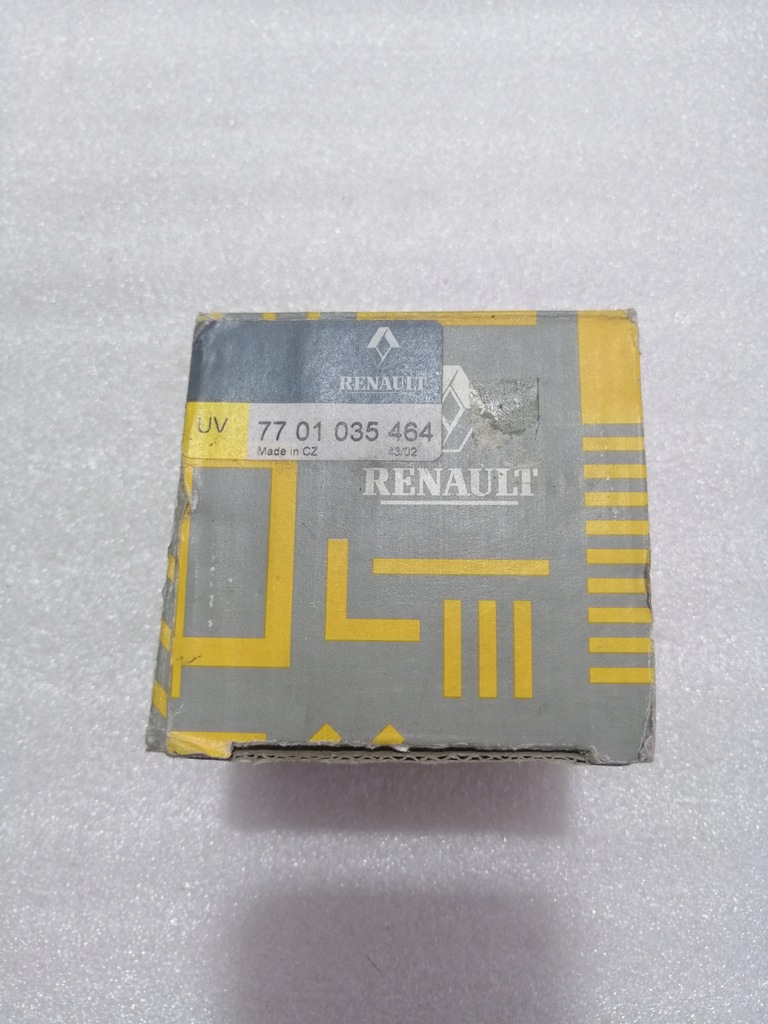 RENAULT
UV
77 01 035 464
Made in CZ 43/02
RENAULT